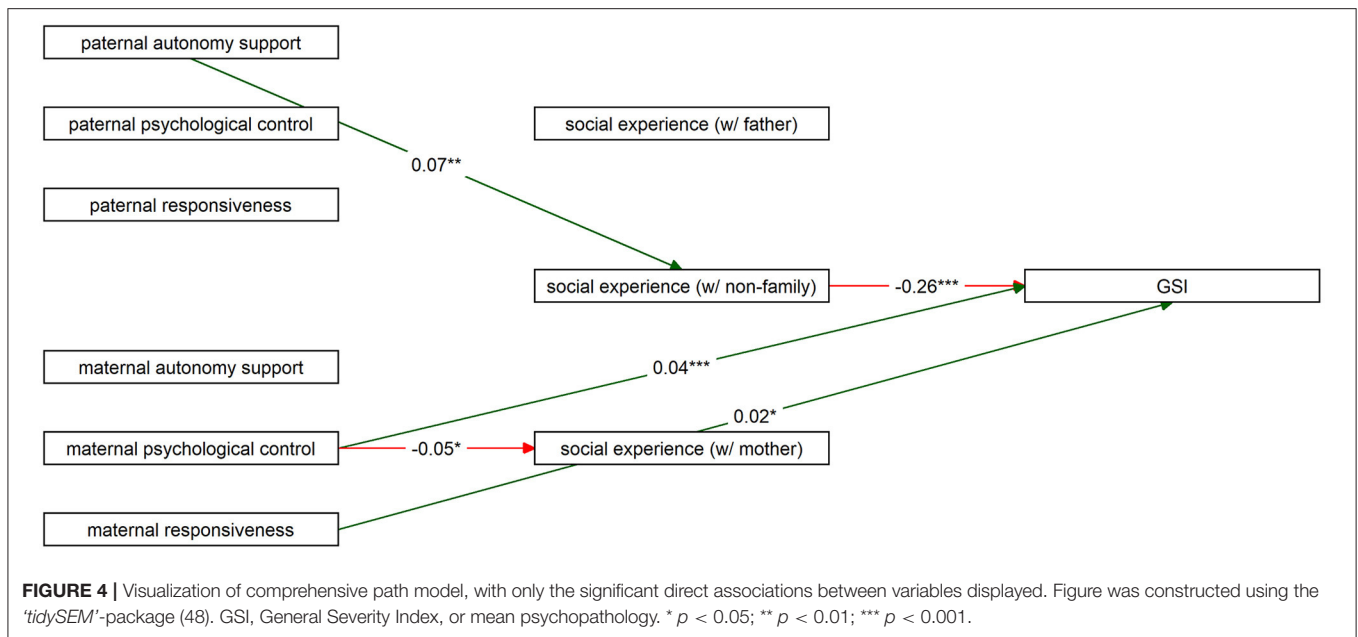 paternal autonomy support
paternal psychological control
social experience (w/ father)
0.07**
paternal responsiveness
social experience (w/ non-family)
-0.26***
GSI
maternal autonomy support
0.04***
0.02*
maternal psychological control
-0.05*
social experience (w/ mother)
maternal responsiveness
FIGURE 4 | Visualization of comprehensive path model, with only the significant direct associations between variables displayed. Figure was constructed using the
'tidySEM'-package (48). GSI, General Severity Index, or mean psychopathology. * p < 0.05; ** p < 0.01; *** p < 0.001.